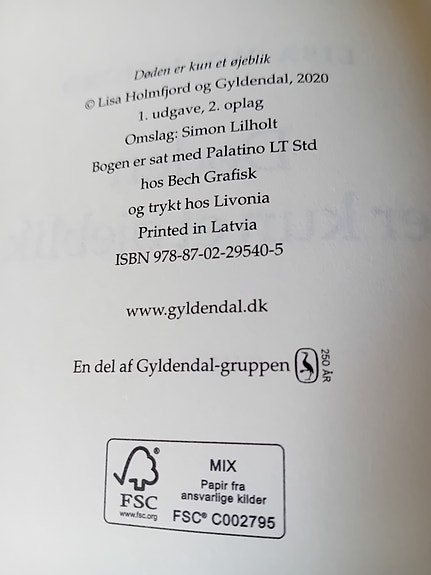 Døden er kun et øjeblik
© Lisa Holmfjord og Gyldendal, 2020
1. udgave, 2. oplag
Omslag: Simon Lilholt
Bogen er sat med Palatino LT Std
hos Bech Grafisk
og trykt hos Livonia
Printed in Latvia
ISBN 978-87-02-29540-5
www.gyldendal.dk
En del af Gyldendal-gruppen
250 ÅR
FSC®
www.fsc.org
MIX
Papir fra
ansvarlige kilder
FSC® C002795